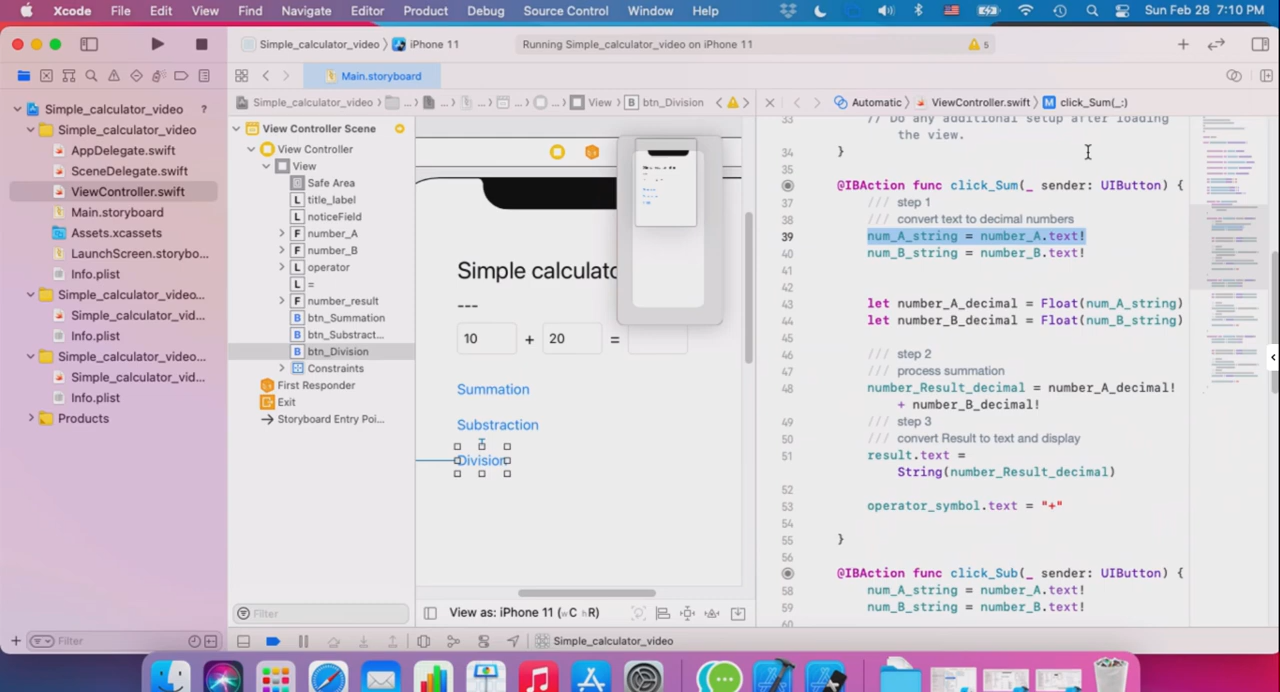 Xcode File Edit View Find Navigate Editor Product Debug Source Control Window Help Sun Feb 28 7:10 PM
Simple_calculator_video iPhone 11 Running Simple_calculator_video on iPhone 11 5
Main.storyboard
Simple_calculator_video ... ... ... ... ... View B btn_Division
Automatic ViewController.swift M click_Sum(_:)
Simple_calculator_video ?
Simple_calculator_video
AppDelegate.swift
SceneDelegate.swift
ViewController.swift
Main.storyboard
Assets.xcassets
LaunchScreen.storybo...
Info.plist
Simple_calculator_video...
Simple_calculator_vid...
Info.plist
Simple_calculator_video...
Simple_calculator_vid...
Info.plist
Products
Filter
View Controller Scene
View Controller
View
Safe Area
L title_label
L noticeField
F number_A
F number_B
F operator
L =
F number_result
B btn_Summation
B btn_Substract...
B btn_Division
Constraints
First Responder
Exit
Storyboard Entry Poi...
Filter
Simple calculato
---
10 + 20 =
Summation
Substraction
Division
View as: iPhone 11 (wC hR)
Simple_calculator_video
33 // Do any additional setup after loading
the view.
34 }
35
@IBAction func click_Sum(_ sender: UIButton) {
37 /// step 1
38 /// convert text to decimal numbers
39 num_A_string = number_A.text!
40 num_B_string = number_B.text!
41
42
43 let number_A_decimal = Float(num_A_string)
44 let number_B_decimal = Float(num_B_string)
45
46 /// step 2
47 /// process summation
48 number_Result_decimal = number_A_decimal!
+ number_B_decimal!
49 /// step 3
50 /// convert Result to text and display
51 result.text =
String(number_Result_decimal)
52
53 operator_symbol.text = "+"
54
55 }
56
@IBAction func click_Sub(_ sender: UIButton) {
58 num_A_string = number_A.text!
59 num_B_string = number_B.text!
60